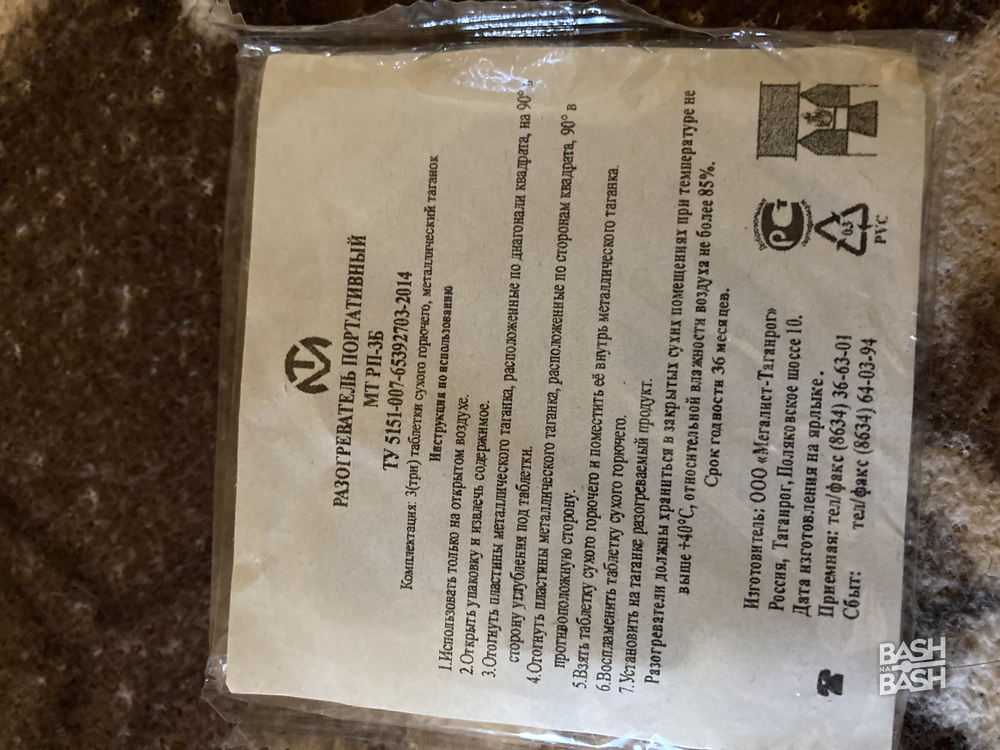 РАЗОГРЕВАТЕЛЬ ПОРТАТИВНЫЙ
МТ РП-3Б
ТУ 5151-007-65392703-2014
Комплектация: 3(три) таблетки сухого горючего, металлический таганок
Инструкция по использованию
1.Использовать только на открытом воздухе.
2.Открыть упаковку и извлечь содержимое.
3.Отогнуть пластины металлического таганка, расположенные по диагонали квадрата, на 90° в
сторону углубления под таблетки.
4.Отогнуть пластины металлического таганка, расположенные по сторонам квадрата, 90° в
противоположную сторону.
5.Взять таблетку сухого горючего и поместить её внутрь металлического таганка.
6.Воспламенить таблетку сухого горючего.
7.Установить на таганке разогреваемый продукт.
Разогреватели должны храниться в закрытых сухих помещениях при температуре не
выше +40°С, относительной влажности воздуха не более 85%.
Срок годности 36 месяцев.
Изготовитель: ООО «Мегалист-Таганрог»
Россия, Таганрог, Поляковское шоссе 10.
Дата изготовления на ярлыке.
Приемная: тел/факс (8634) 36-63-01
Сбыт: тел/факс (8634) 64-03-94
РСТ
03
PVC
BASH
НА
BASH